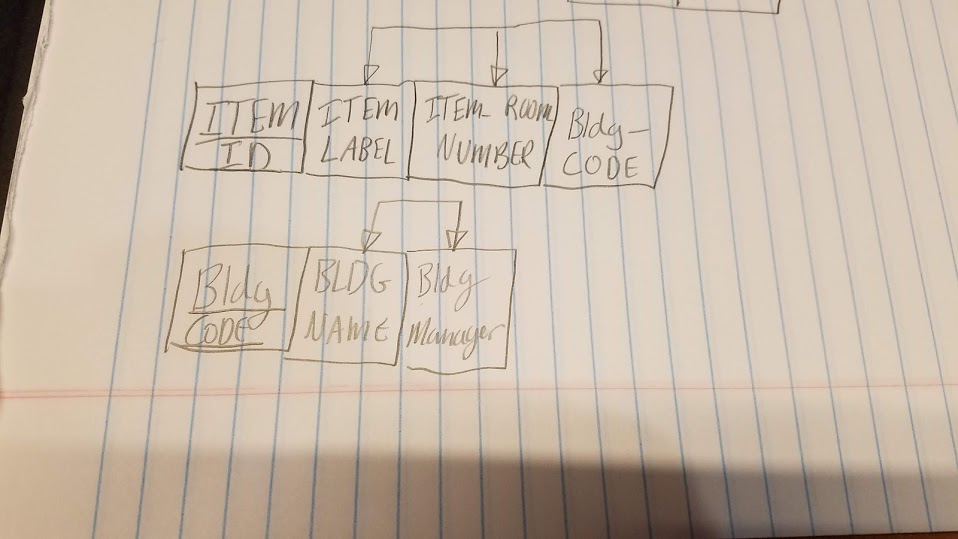 ITEM ID
ITEM LABEL
ITEM_ROOM NUMBER
Bldg_ CODE
Bldg CODE
BLDG NAME
Bldg Manager